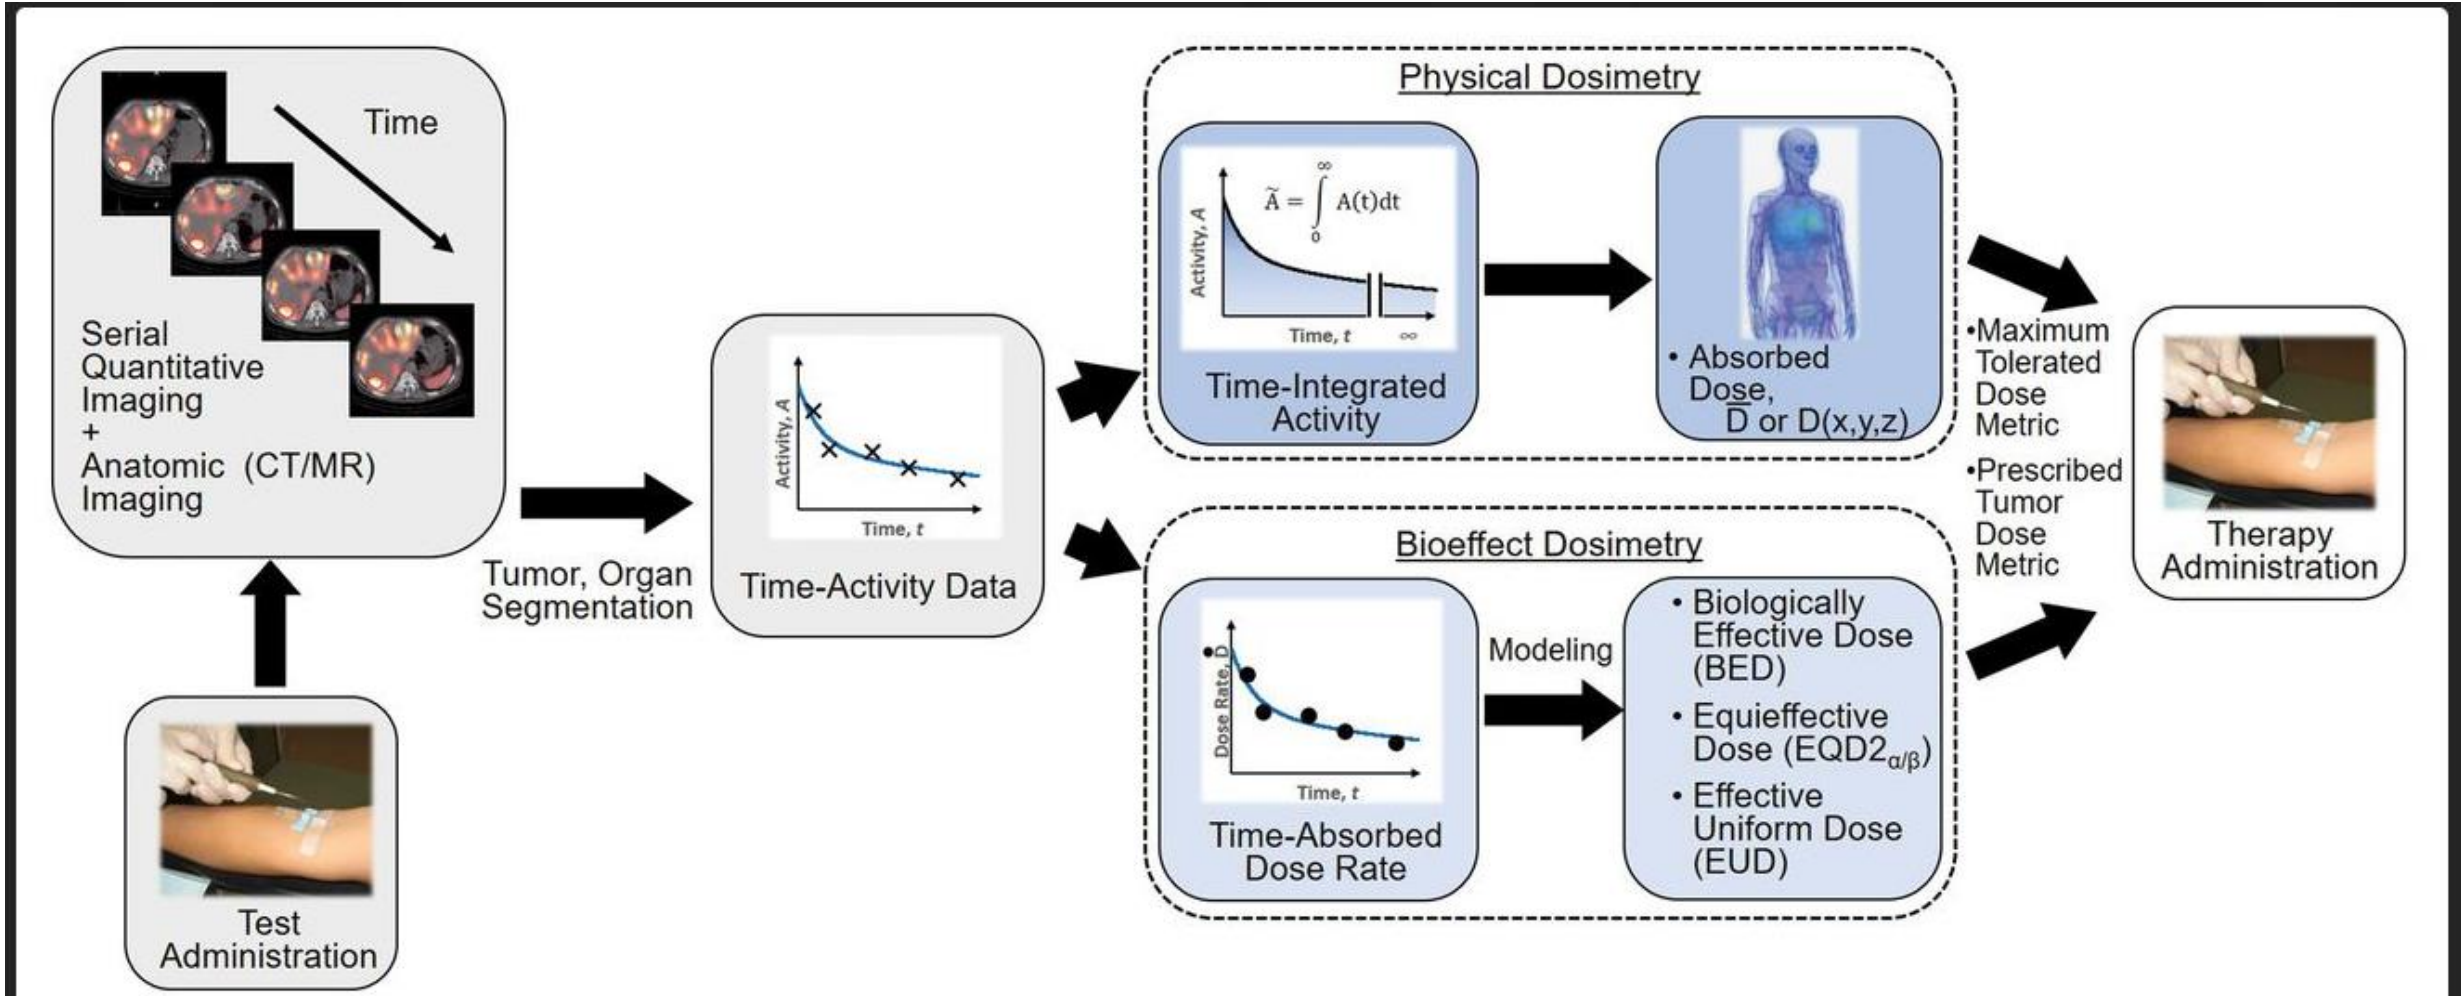 Time
Serial
Quantitative
Imaging
+
Anatomic (CT/MR)
Imaging
Test
Administration
Tumor, Organ
Segmentation
Activity, A
Time, t
Time-Activity Data
Physical Dosimetry
Ã = ∫₀^∞ A(t)dt
Activity, A
Time, t ∞
Time-Integrated
Activity
• Absorbed
Dose,
D̅ or D(x,y,z)
Bioeffect Dosimetry
Dose Rate, D
Time, t
Time-Absorbed
Dose Rate
Modeling
• Biologically
Effective Dose
(BED)
• Equieffective
Dose (EQD2α/β)
• Effective
Uniform Dose
(EUD)
•Maximum
Tolerated
Dose
Metric
•Prescribed
Tumor
Dose
Metric
Therapy
Administration